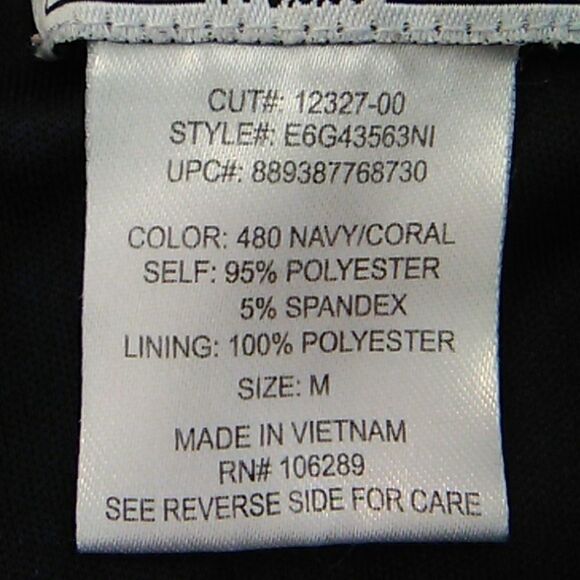 CUT#: 12327-00
STYLE#: E6G43563NI
UPC#: 889387768730
COLOR: 480 NAVY/CORAL
SELF: 95% POLYESTER
5% SPANDEX
LINING: 100% POLYESTER
SIZE: M
MADE IN VIETNAM
RN# 106289
SEE REVERSE SIDE FOR CARE